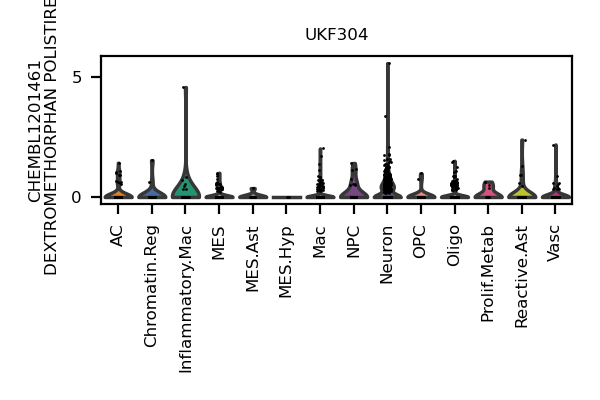 UKF304
CHEMBL1201461
DEXTROMETHORPHAN POLISTIRE
5
0
AC
Chromatin.Reg
Inflammatory.Mac
MES
MES.Ast
MES.Hyp
Mac
NPC
Neuron
OPC
Oligo
Prolif.Metab
Reactive.Ast
Vasc